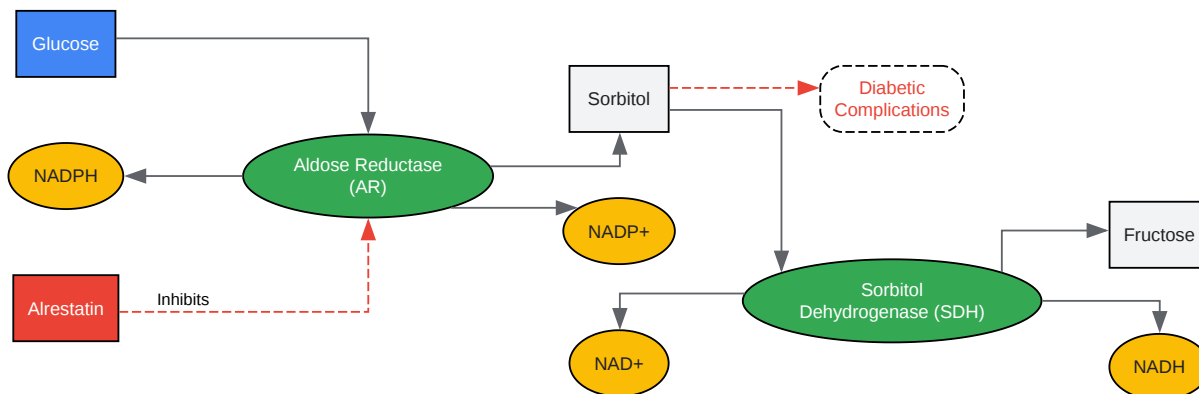 Glucose
Sorbitol
Diabetic
Complications
NADPH
Aldose Reductase
(AR)
NADP+
Fructose
Alrestatin
Inhibits
Sorbitol
Dehydrogenase (SDH)
NAD+
NADH